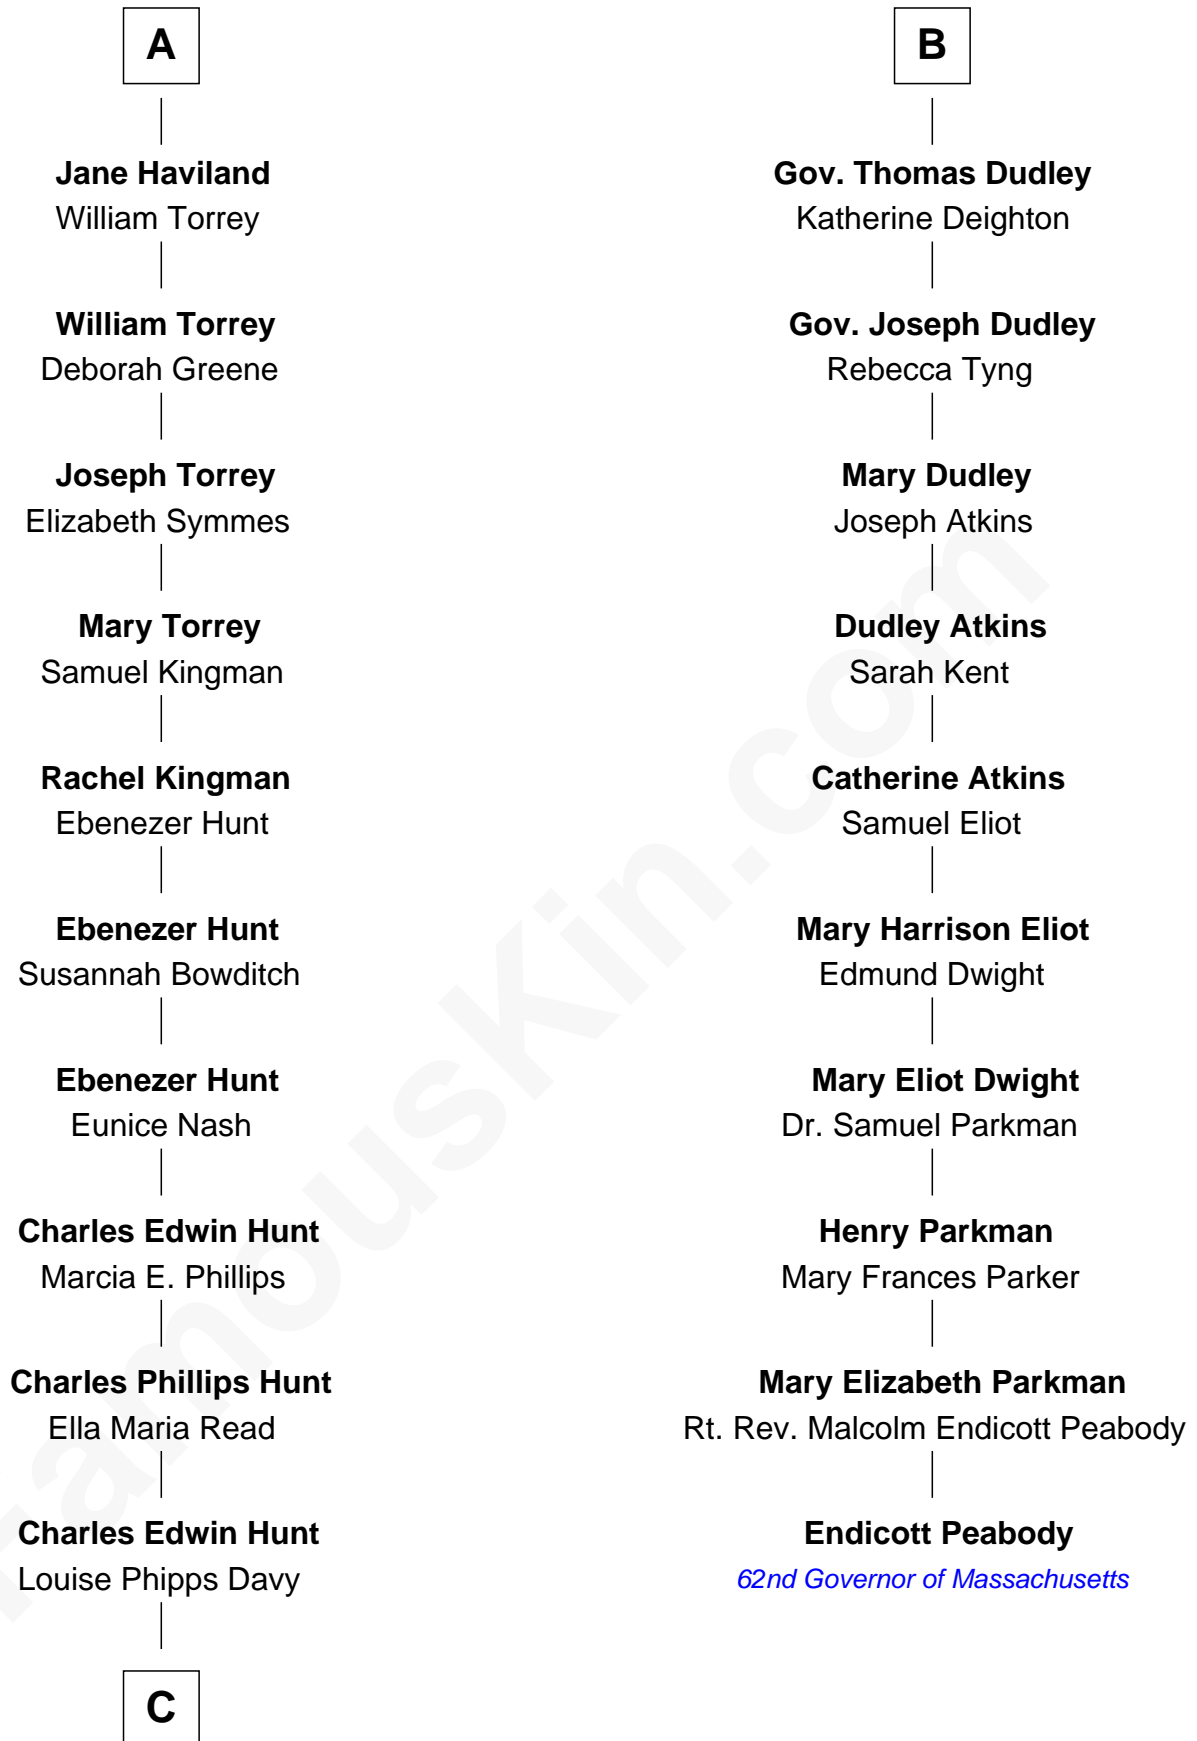 A
Jane Haviland
William Torrey
William Torrey
Deborah Greene
Joseph Torrey
Elizabeth Symmes
Mary Torrey
Samuel Kingman
Rachel Kingman
Ebenezer Hunt
Ebenezer Hunt
Susannah Bowditch
Ebenezer Hunt
Eunice Nash
Charles Edwin Hunt
Marcia E. Phillips
Charles Phillips Hunt
Ella Maria Read
Charles Edwin Hunt
Louise Phipps Davy
C
B
Gov. Thomas Dudley
Katherine Deighton
Gov. Joseph Dudley
Rebecca Tyng
Mary Dudley
Joseph Atkins
Dudley Atkins
Sarah Kent
Catherine Atkins
Samuel Eliot
Mary Harrison Eliot
Edmund Dwight
Mary Eliot Dwight
Dr. Samuel Parkman
Henry Parkman
Mary Frances Parker
Mary Elizabeth Parkman
Rt. Rev. Malcolm Endicott Peabody
Endicott Peabody
62nd Governor of Massachusetts
FamousKin.com